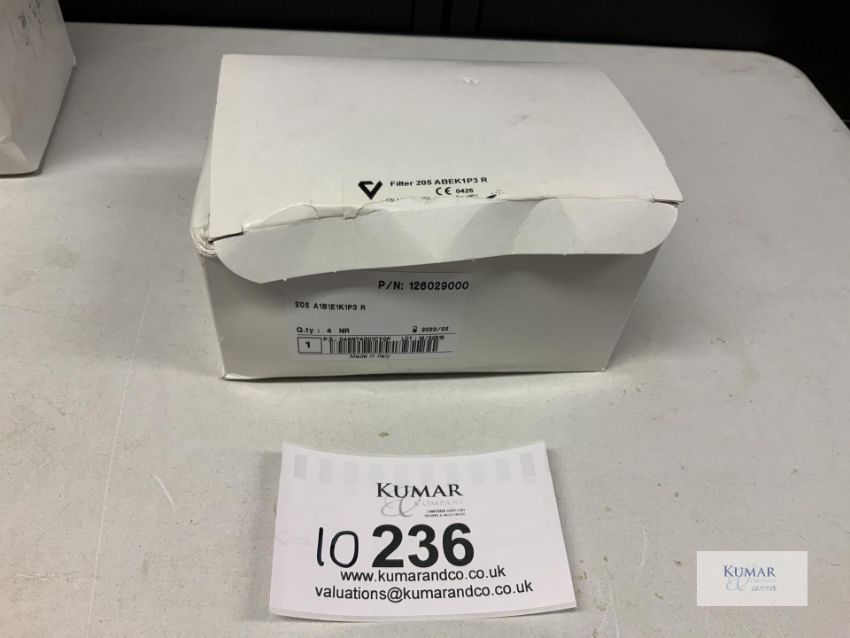 Filter 205 ABEK1P3 R
CE 0426
P/N: 126029000
205 A1B1E1K1P3 R
Q.ty : 4 NR
2022/02
1
Made in Italy
KUMAR
& COMPANY
10 236
www.kumarandco.co.uk
valuations@kumarandco.co.uk
KUMAR